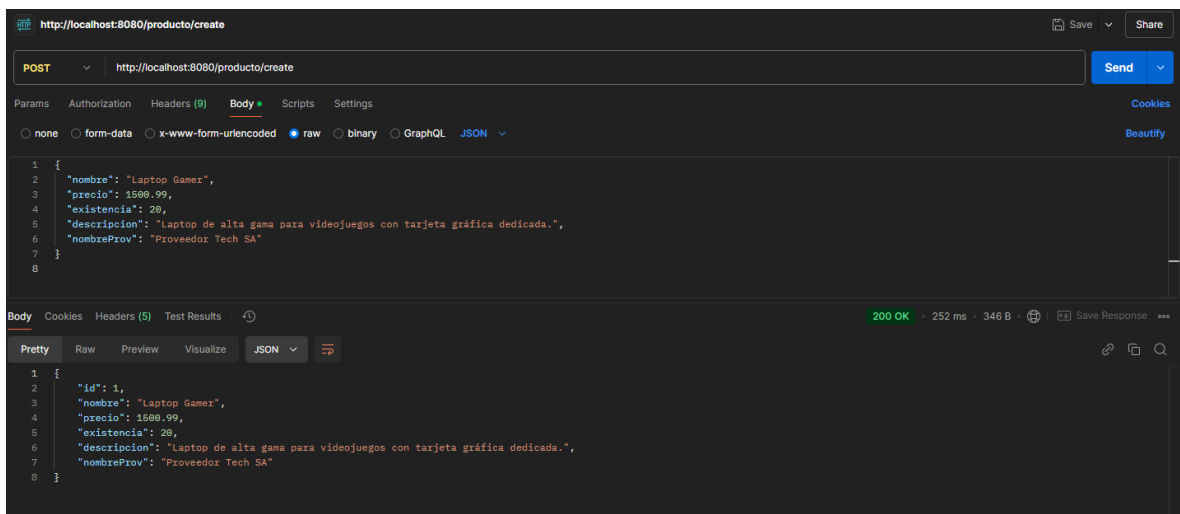 HTTP http://localhost:8080/producto/create Save Share
POST http://localhost:8080/producto/create Send
Params Authorization Headers (9) Body Scripts Settings Cookies
none form-data x-www-form-urlencoded raw binary GraphQL JSON Beautify
1 {
2 "nombre": "Laptop Gamer",
3 "precio": 1500.99,
4 "existencia": 20,
5 "descripcion": "Laptop de alta gama para videojuegos con tarjeta gráfica dedicada.",
6 "nombreProv": "Proveedor Tech SA"
7 }
8
Body Cookies Headers (5) Test Results 200 OK 252 ms 346 B Save Response
Pretty Raw Preview Visualize JSON
1 {
2 "id": 1,
3 "nombre": "Laptop Gamer",
4 "precio": 1500.99,
5 "existencia": 20,
6 "descripcion": "Laptop de alta gama para videojuegos con tarjeta gráfica dedicada.",
7 "nombreProv": "Proveedor Tech SA"
8 }